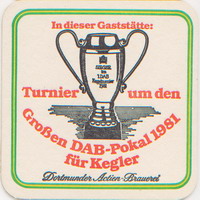 In dieser Gaststätte:
Turnier um den
Großen DAB-Pokal 1981
für Kegler
Dortmunder Actien-Brauerei